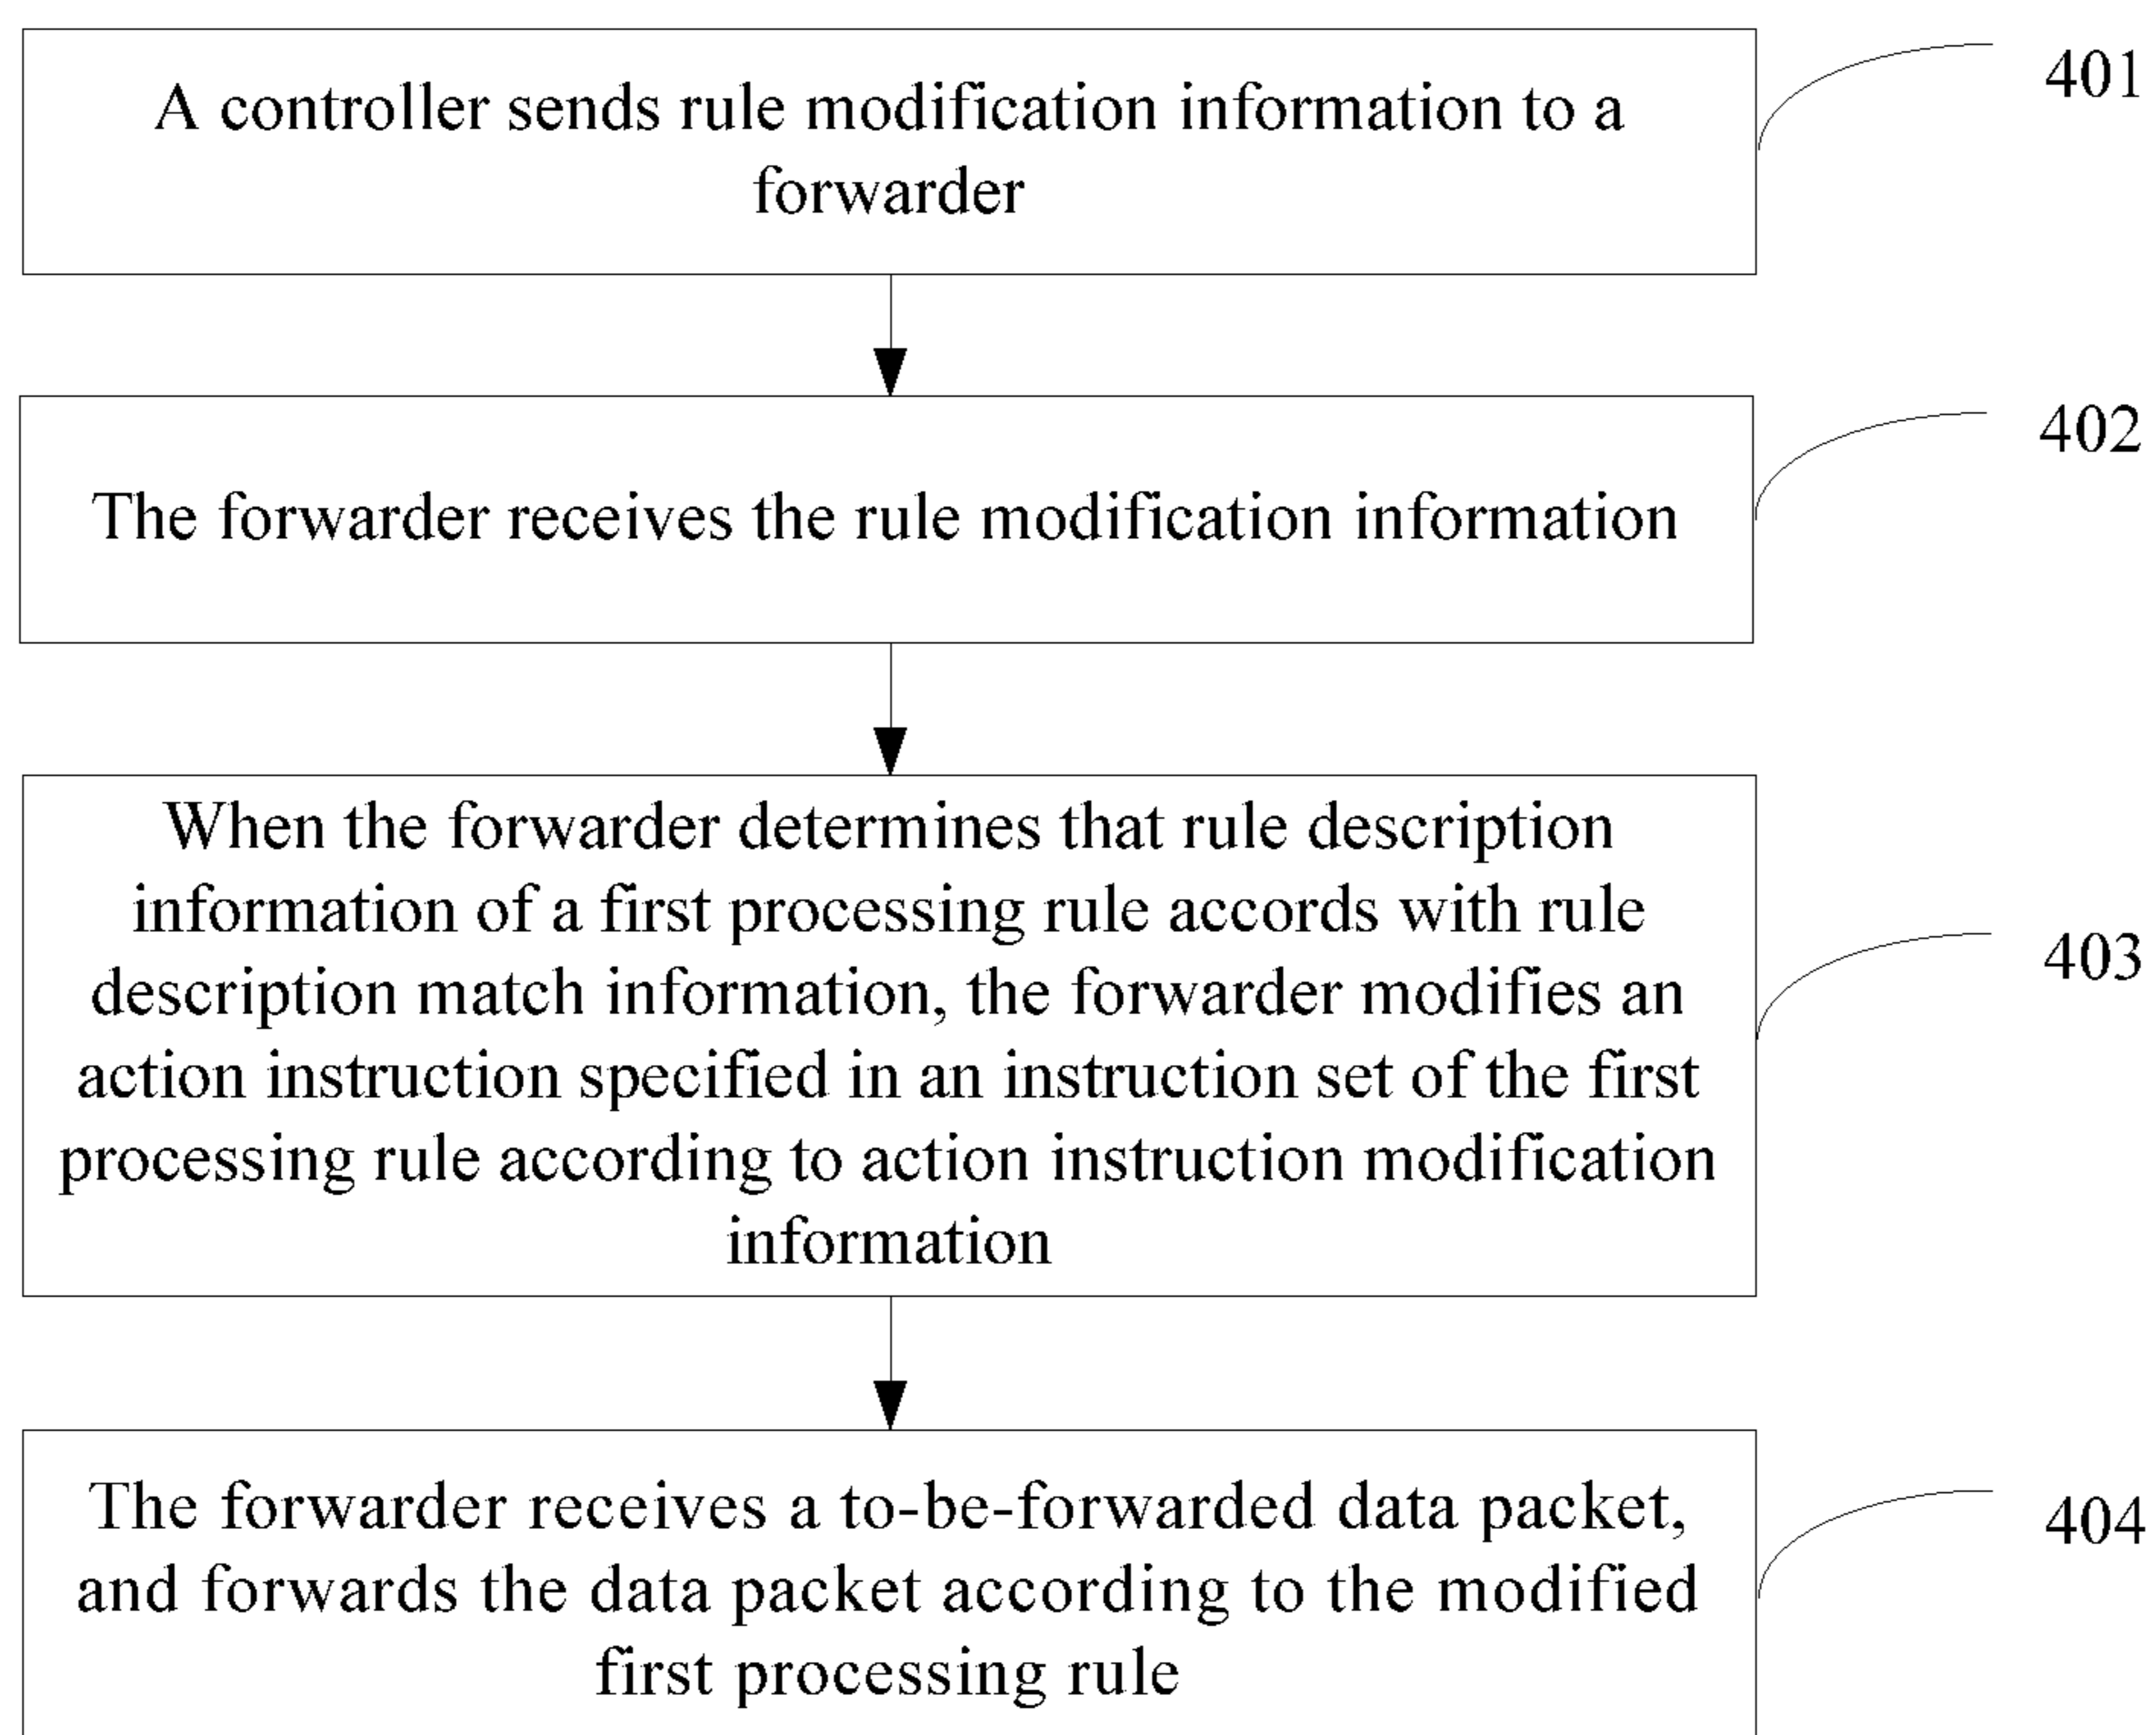 A controller sends rule modification information to a
forwarder
401
The forwarder receives the rule modification information
402
When the forwarder determines that rule description
information of a first processing rule accords with rule
description match information, the forwarder modifies an
action instruction specified in an instruction set of the first
processing rule according to action instruction modification
information
403
The forwarder receives a to-be-forwarded data packet,
and forwards the data packet according to the modified
first processing rule
404